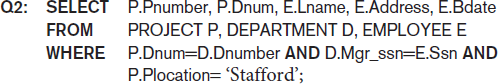 Q2: SELECT P.Pnumber, P.Dnum, E.Lname, E.Address, E.Bdate
FROM PROJECT P, DEPARTMENT D, EMPLOYEE E
WHERE P.Dnum=D.Dnumber AND D.Mgr_ssn=E.Ssn AND
P.Plocation= ‘Stafford’;